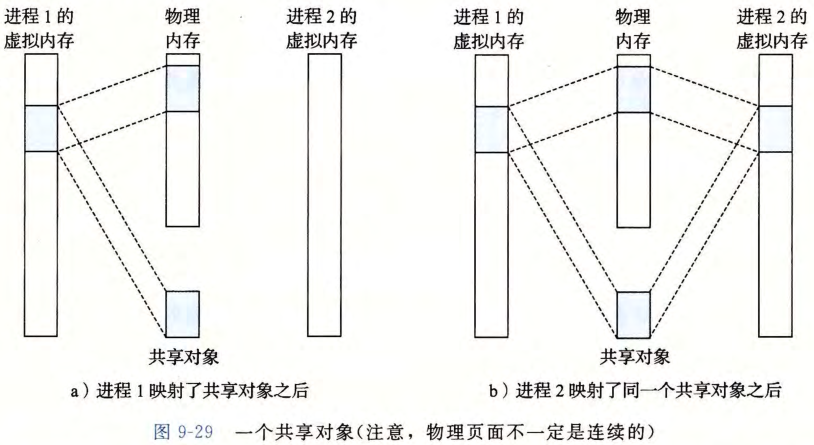 进程 1 的
虚拟内存
物理
内存
进程 2 的
虚拟内存
共享对象
a）进程 1 映射了共享对象之后
进程 1 的
虚拟内存
物理
内存
进程 2 的
虚拟内存
共享对象
b）进程 2 映射了同一个共享对象之后
图 9-29 一个共享对象(注意，物理页面不一定是连续的)